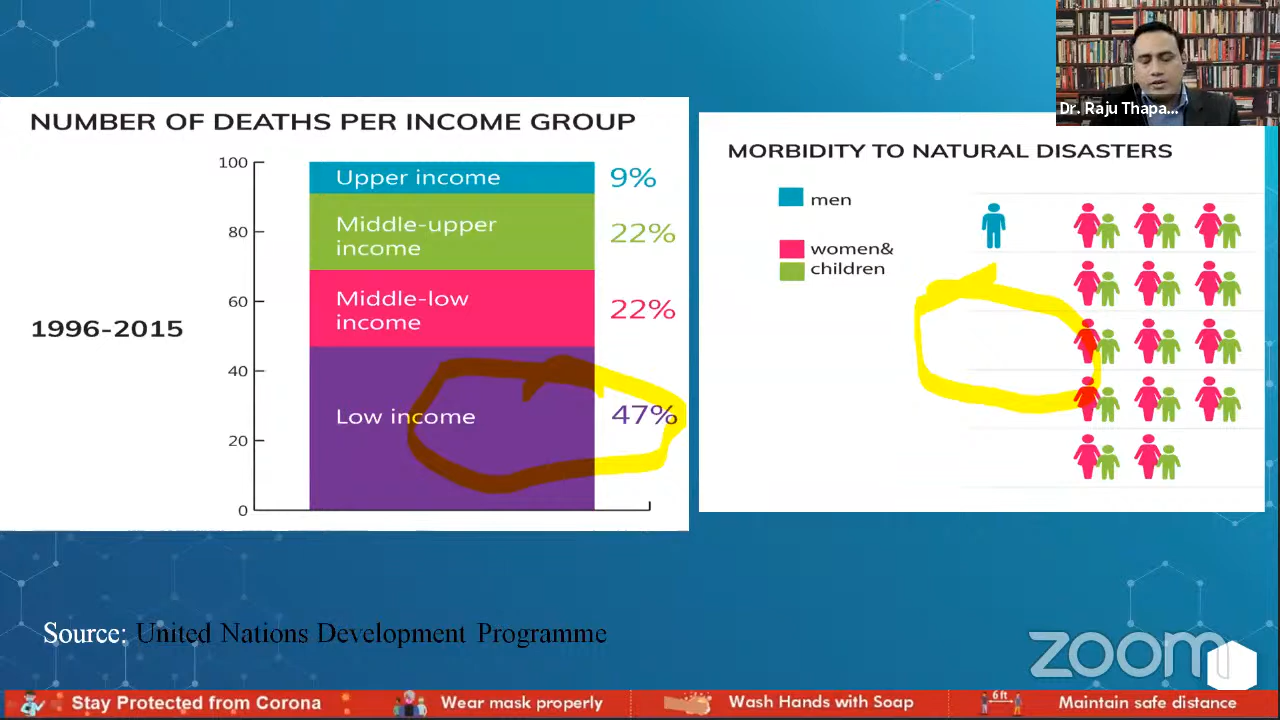 Dr. Raju Thapa...
NUMBER OF DEATHS PER INCOME GROUP
100
80
60
40
20
0
1996-2015
Upper income
9%
Middle-upper
income
22%
Middle-low
income
22%
Low income
47%
MORBIDITY TO NATURAL DISASTERS
men
women&
children
Source: United Nations Development Programme
zoom
Stay Protected from Corona
Wear mask properly
Wash Hands with Soap
6 ft
Maintain safe distance